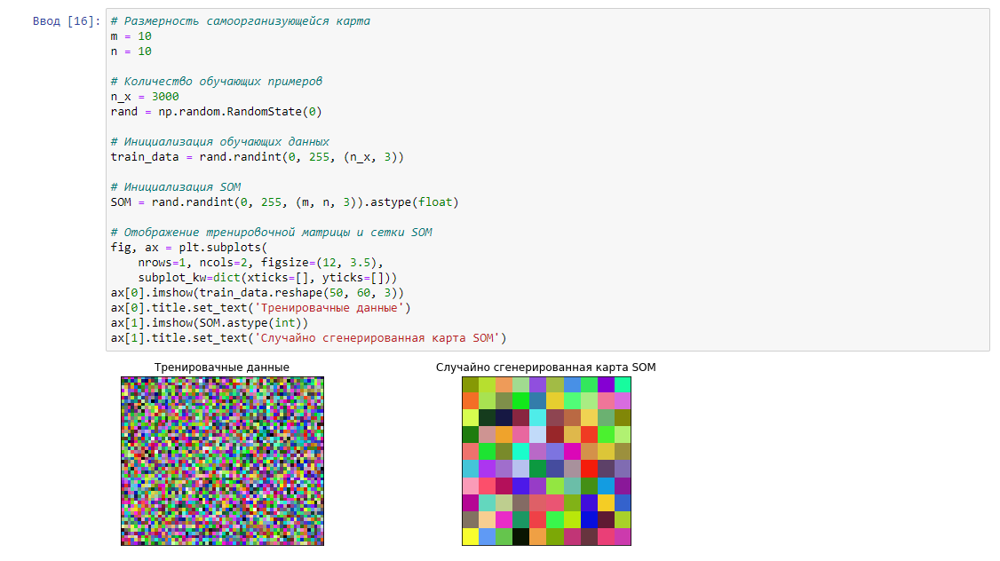 Ввод [16]:
# Размерность самоорганизующейся карта
m = 10
n = 10
# Количество обучающих примеров
n_x = 3000
rand = np.random.RandomState(0)
# Инициализация обучающих данных
train_data = rand.randint(0, 255, (n_x, 3))
# Инициализация SOM
SOM = rand.randint(0, 255, (m, n, 3)).astype(float)
# Отображение тренировочной матрицы и сетки SOM
fig, ax = plt.subplots(
    nrows=1, ncols=2, figsize=(12, 3.5),
    subplot_kw=dict(xticks=[], yticks=[]))
ax[0].imshow(train_data.reshape(50, 60, 3))
ax[0].title.set_text('Тренировачные данные')
ax[1].imshow(SOM.astype(int))
ax[1].title.set_text('Случайно сгенерированная карта SOM')
Тренировачные данные
Случайно сгенерированная карта SOM